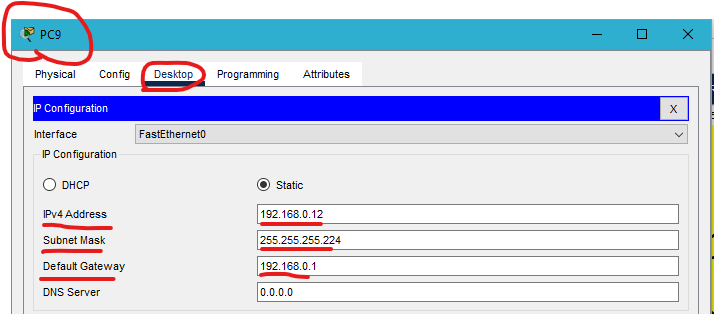 PC9
Physical Config Desktop Programming Attributes
IP Configuration X
Interface FastEthernet0
IP Configuration
DHCP Static
IPv4 Address 192.168.0.12
Subnet Mask 255.255.255.224
Default Gateway 192.168.0.1
DNS Server 0.0.0.0